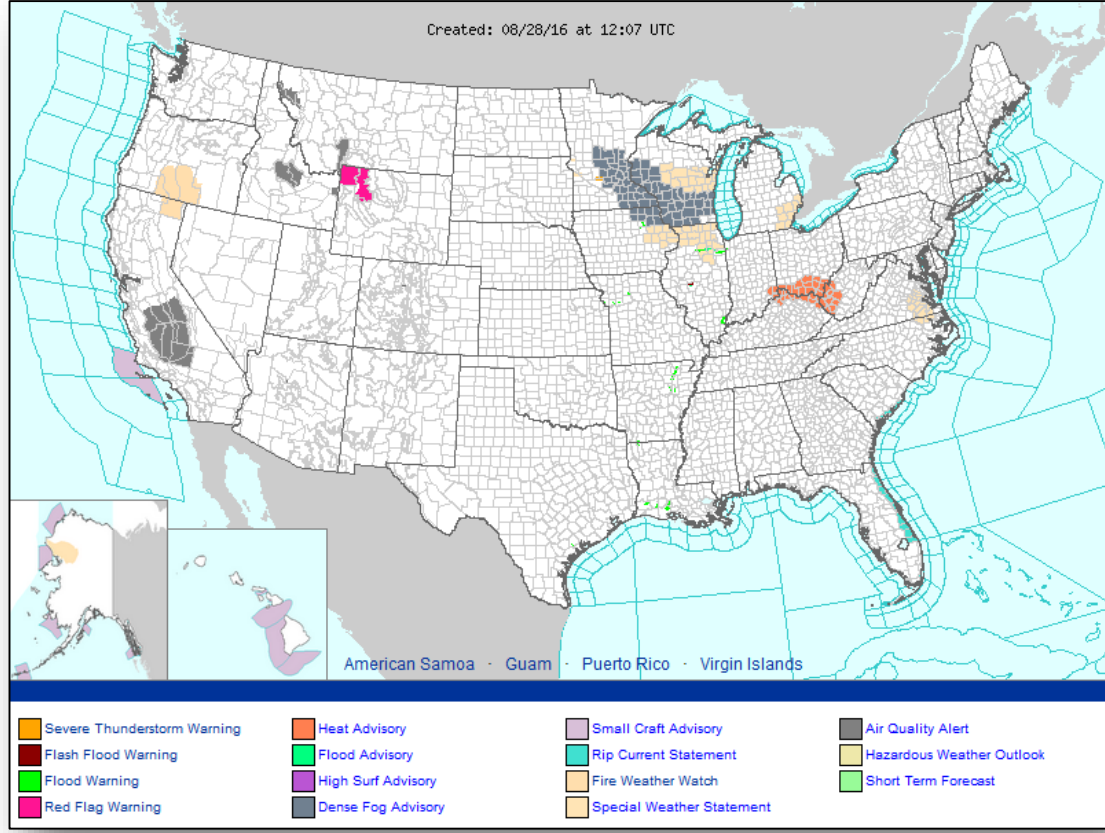 Created: 08/28/16 at 12:07 UTC
American Samoa · Guam · Puerto Rico · Virgin Islands
Severe Thunderstorm Warning
Flash Flood Warning
Flood Warning
Red Flag Warning
Heat Advisory
Flood Advisory
High Surf Advisory
Dense Fog Advisory
Small Craft Advisory
Rip Current Statement
Fire Weather Watch
Special Weather Statement
Air Quality Alert
Hazardous Weather Outlook
Short Term Forecast